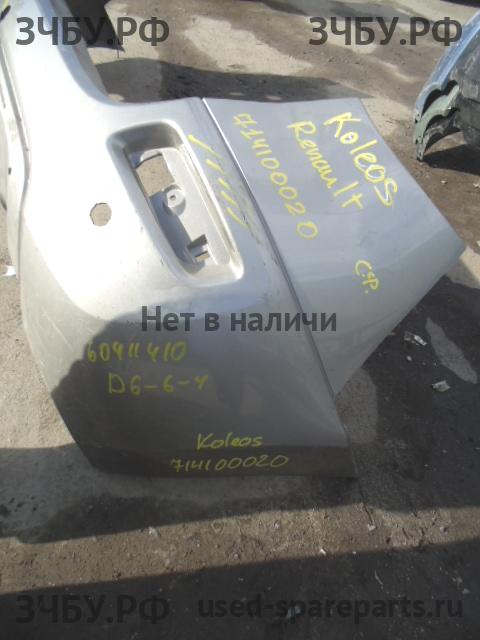 ЗЧБУ.РФ ЗЧБУ.РФ
Koleos
Renault
714100020
с.р.
Нет в наличи
60411410
D6-6-4
Koleos
714100020
ЗЧБУ.РФ used-spareparts.ru